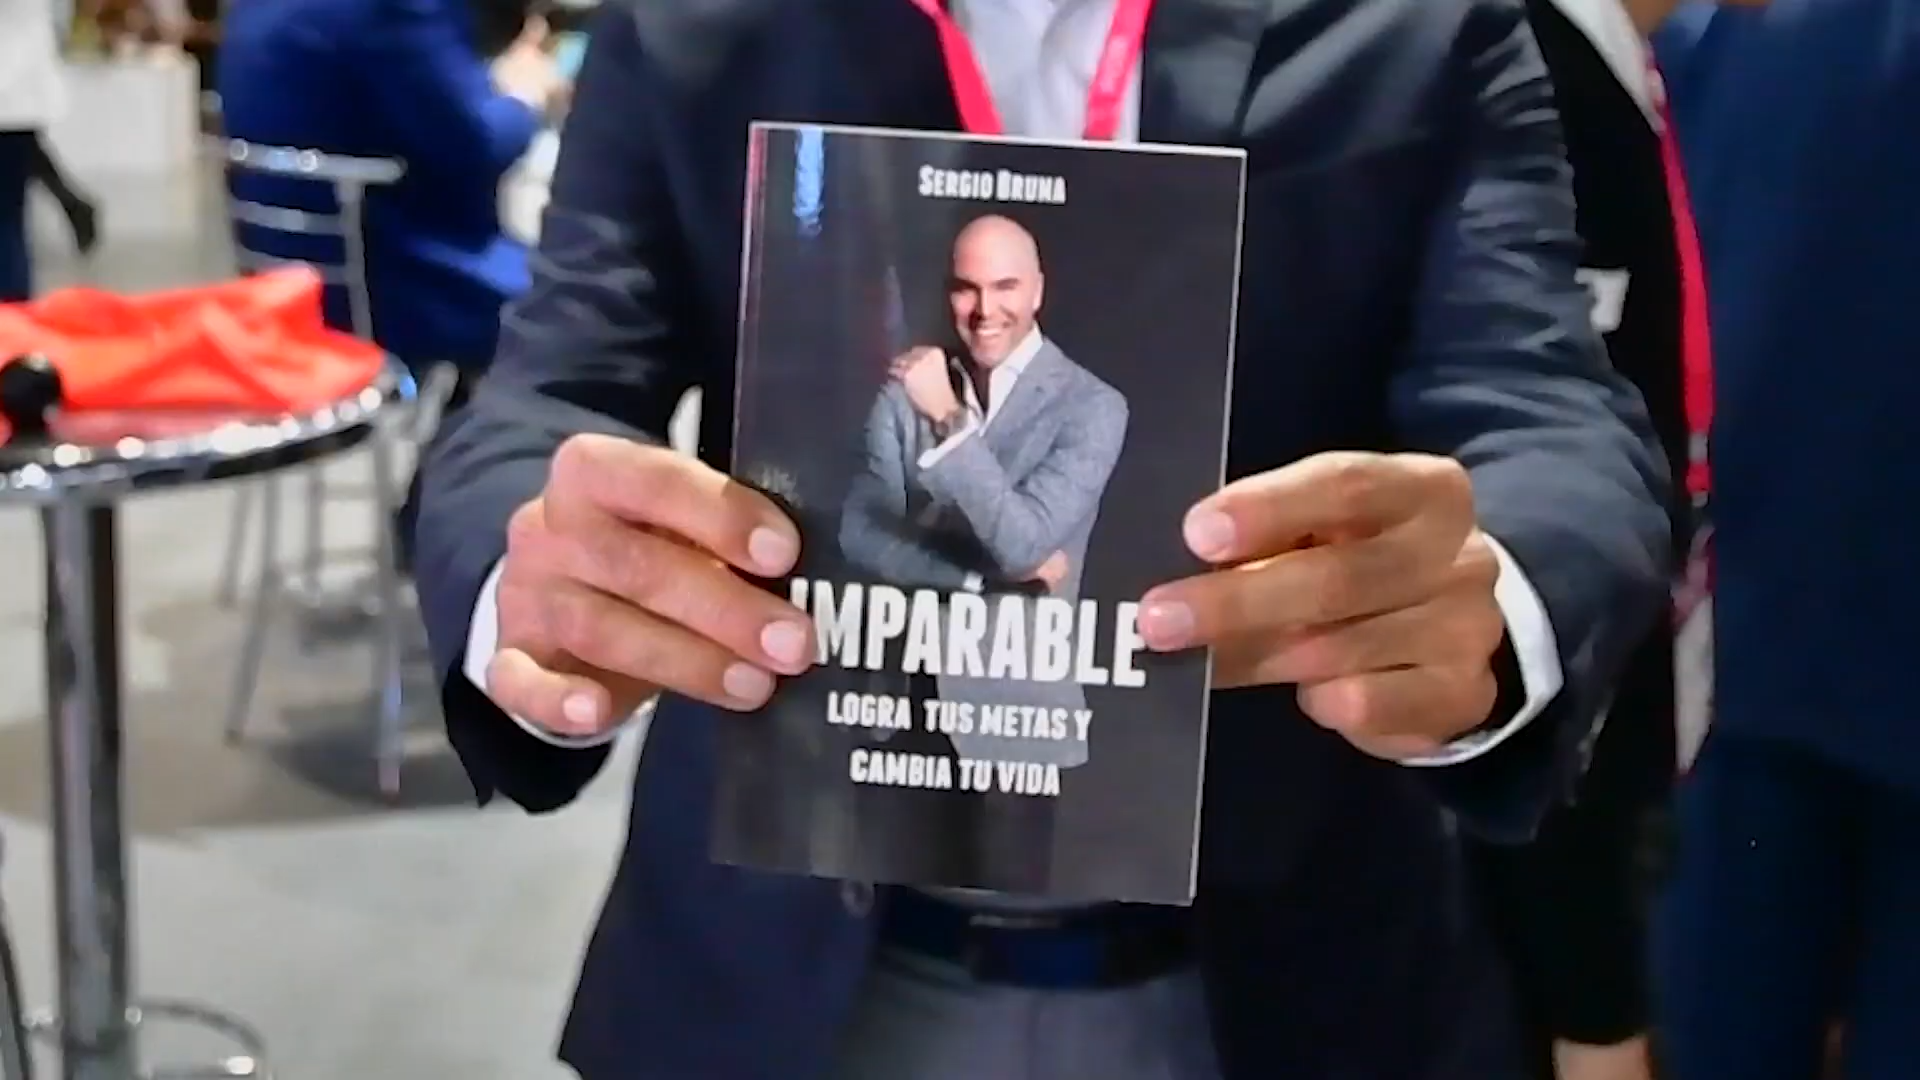 SERGIO BRUNA
IMPARABLE
LOGRA TUS METAS Y
CAMBIA TU VIDA